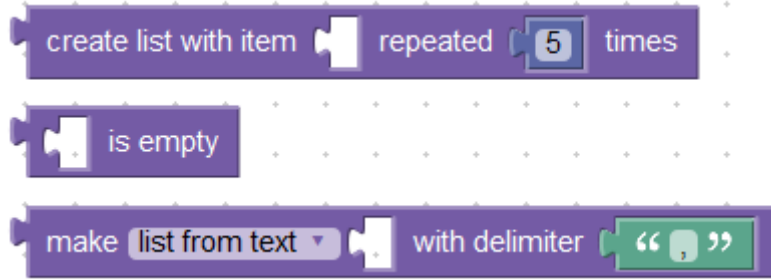 create list with item repeated 5 times
is empty
make list from text ▾ with delimiter “ , ”